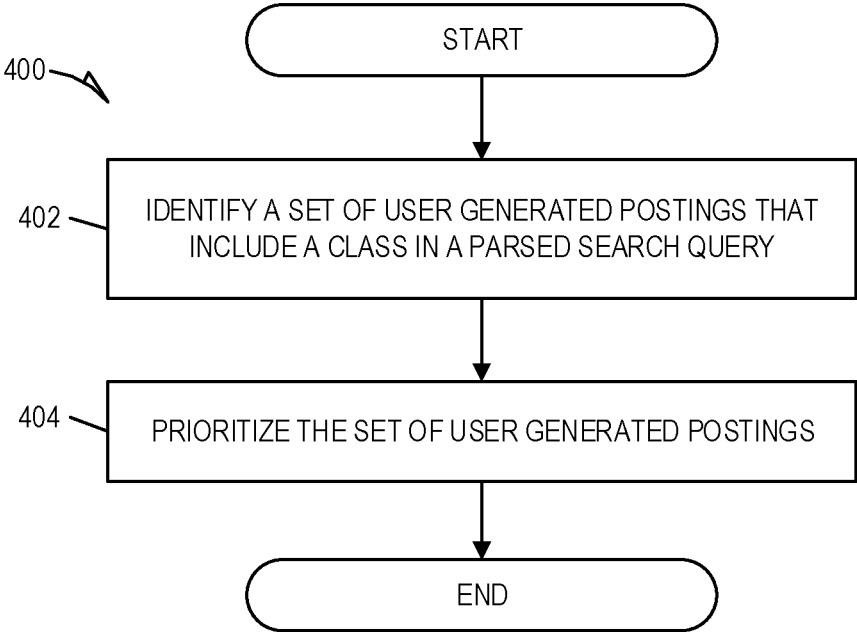 START
400
402
IDENTIFY A SET OF USER GENERATED POSTINGS THAT
INCLUDE A CLASS IN A PARSED SEARCH QUERY
404
PRIORITIZE THE SET OF USER GENERATED POSTINGS
END